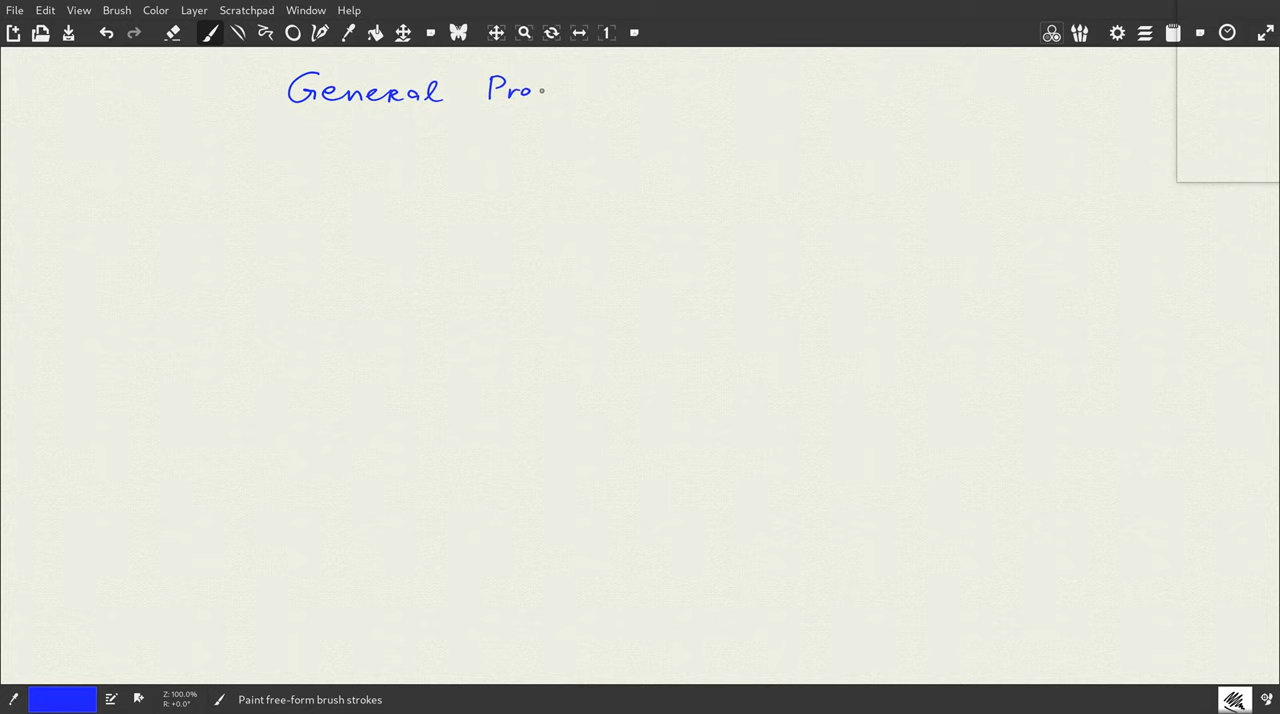 File Edit View Brush Color Layer Scratchpad Window Help
1
General Pro
Z: 100.0%
R: +0.0°
Paint free-form brush strokes